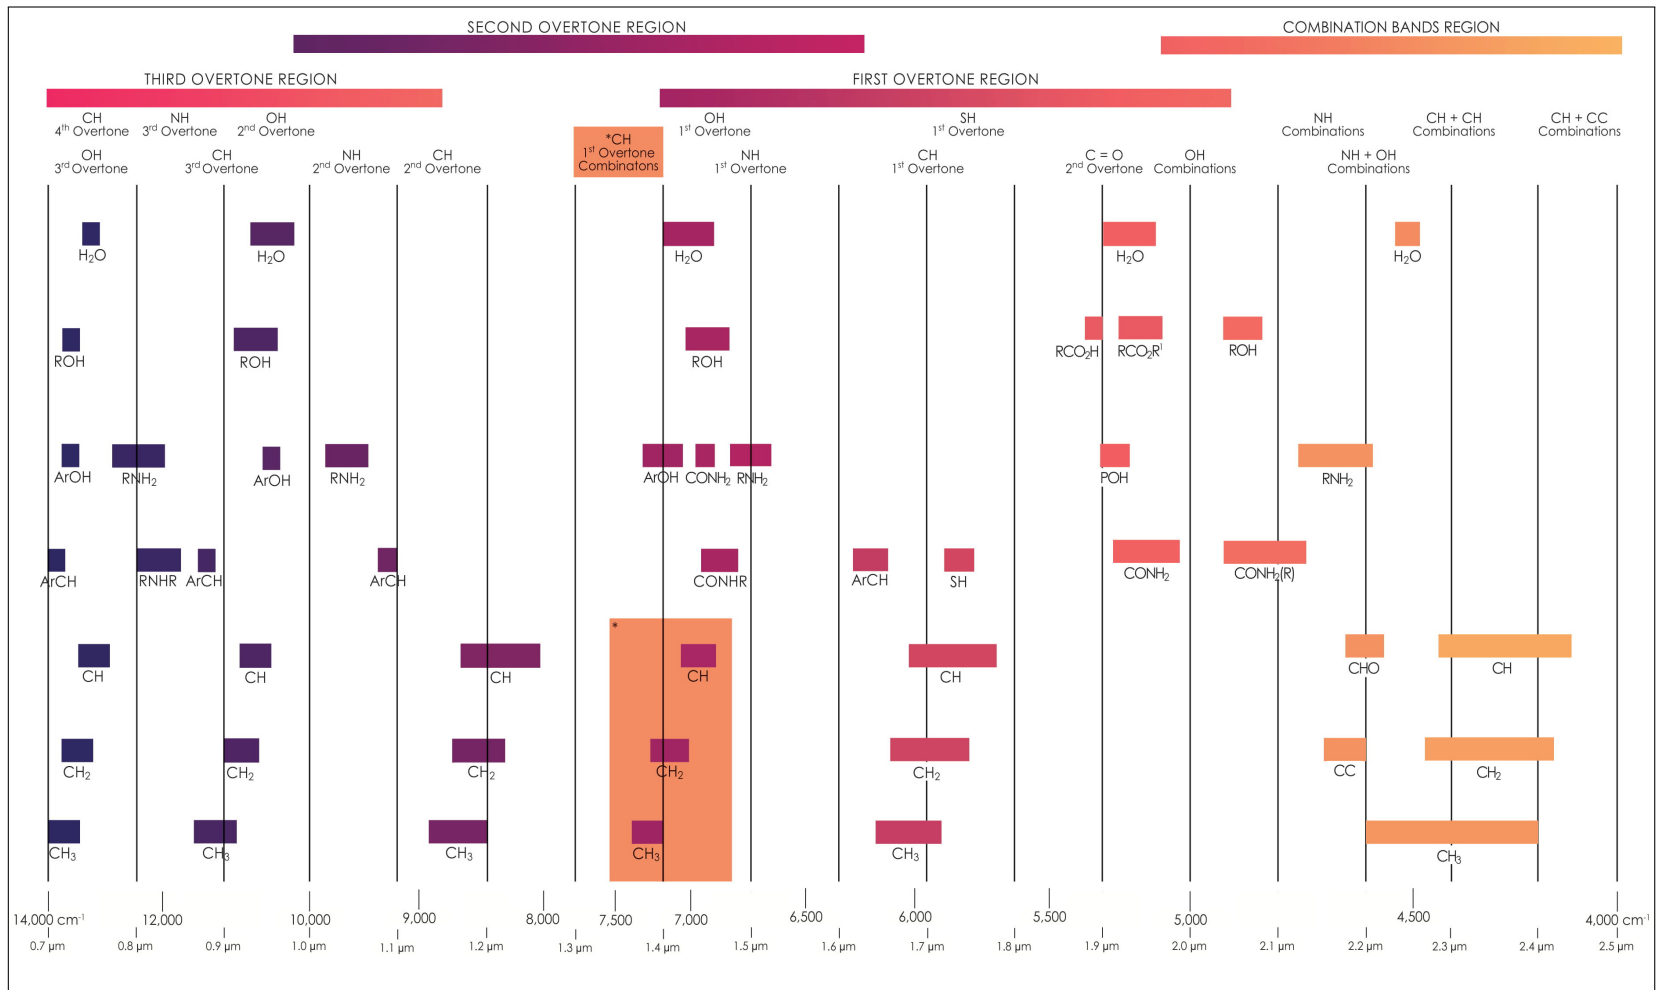 SECOND OVERTONE REGION
COMBINATION BANDS REGION
THIRD OVERTONE REGION
FIRST OVERTONE REGION
CH
4th Overtone
NH
3rd Overtone
OH
2nd Overtone
*CH
1st Overtone
Combinatons
OH
1st Overtone
SH
1st Overtone
NH
Combinations
CH + CH
Combinations
CH + CC
Combinations
OH
3rd Overtone
CH
3rd Overtone
NH
2nd Overtone
CH
2nd Overtone
NH
1st Overtone
CH
1st Overtone
C = O
2nd Overtone
OH
Combinations
NH + OH
Combinations
H₂O
H₂O
H₂O
H₂O
H₂O
ROH
ROH
ROH
RCO₂H
RCO₂R¹
ROH
ArOH
RNH₂
ArOH
RNH₂
ArOH
CONH₂
RNH₂
POH
RNH₂
ArCH
RNHR
ArCH
ArCH
CONHR
ArCH
SH
CONH₂
CONH₂(R)
*
CH
CH
CH
CH
CH
CHO
CH
CH₂
CH₂
CH₂
CH₂
CH₂
CC
CH₂
CH₃
CH₃
CH₃
CH₃
CH₃
CH₃
14,000 cm⁻¹
12,000
10,000
9,000
8,000
7,500
7,000
6,500
6,000
5,500
5,000
4,500
4,000 cm⁻¹
0.7 µm
0.8 µm
0.9 µm
1.0 µm
1.1 µm
1.2 µm
1.3 µm
1.4 µm
1.5 µm
1.6 µm
1.7 µm
1.8 µm
1.9 µm
2.0 µm
2.1 µm
2.2 µm
2.3 µm
2.4 µm
2.5 µm